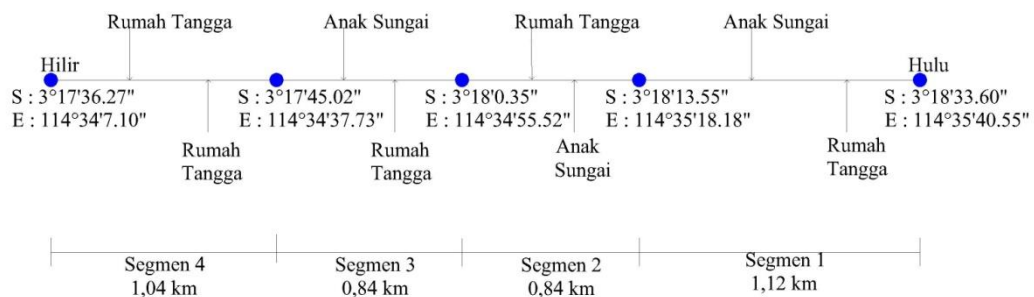 Rumah Tangga
Anak Sungai
Rumah Tangga
Anak Sungai
Hilir
Hulu
S : 3°17'36.27"
E : 114°34'7.10"
S : 3°17'45.02"
E : 114°34'37.73"
S : 3°18'0.35"
E : 114°34'55.52"
S : 3°18'13.55"
E : 114°35'18.18"
S : 3°18'33.60"
E : 114°35'40.55"
Rumah
Tangga
Rumah
Tangga
Anak
Sungai
Rumah
Tangga
Segmen 4
1,04 km
Segmen 3
0,84 km
Segmen 2
0,84 km
Segmen 1
1,12 km